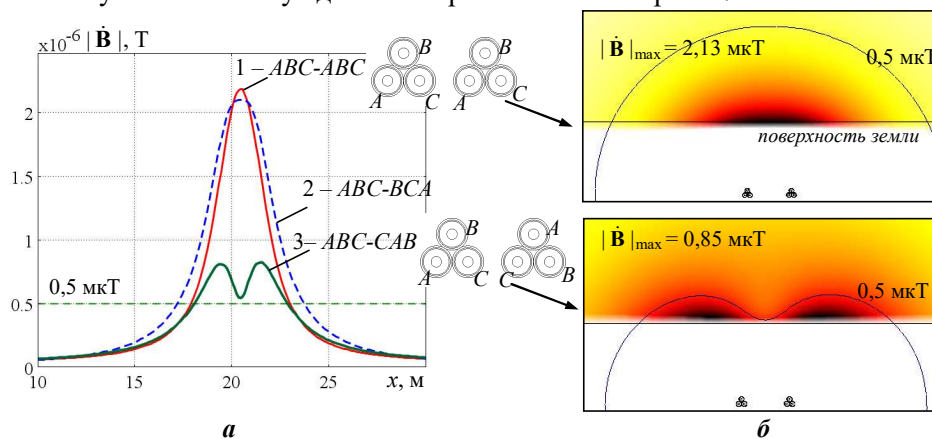 x10⁻⁶ | Ḃ |, Т
2
1.5
1
0.5
0
10
15
20
25
x, м
1 – ABC-ABC
2 – ABC-BCA
3– ABC-CAB
0,5 мкТ
а
B
A
C
B
A
C
B
A
C
A
C
B
| Ḃ |max = 2,13 мкТ
0,5 мкТ
поверхность земли
| Ḃ |max = 0,85 мкТ
0,5 мкТ
б